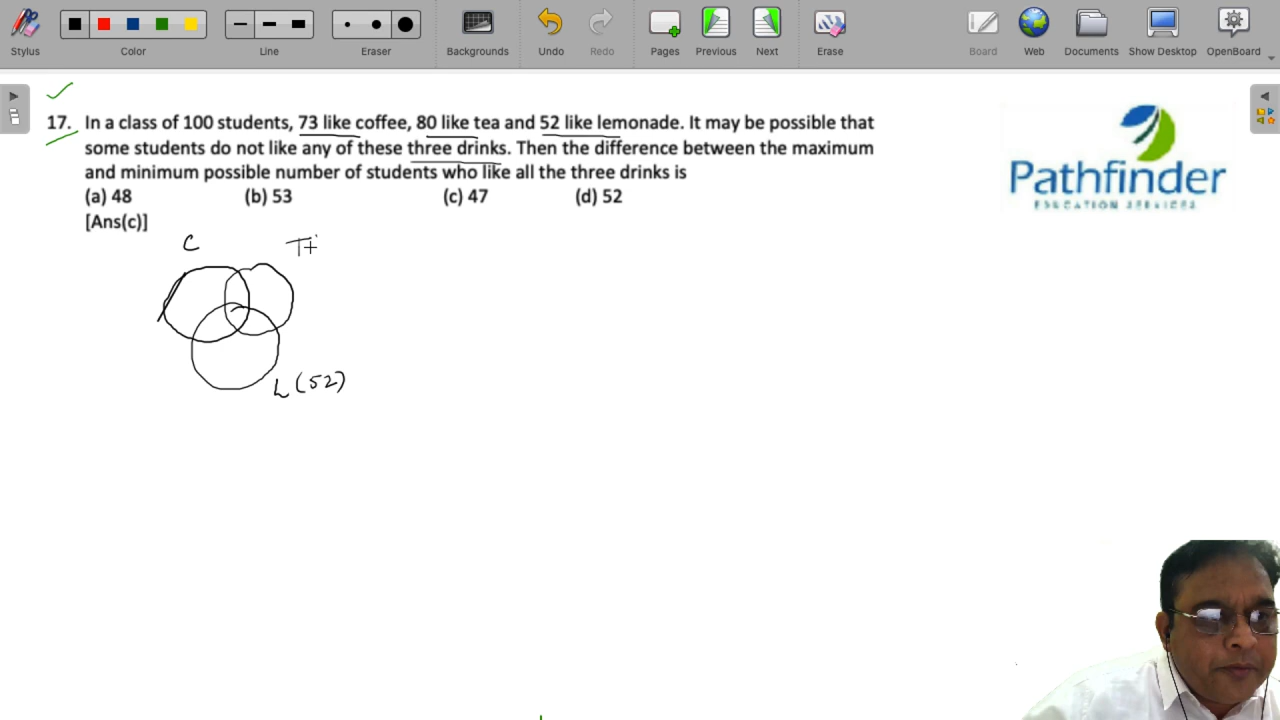 Stylus
Color
Line
Eraser
Backgrounds
Undo
Redo
Pages
Previous
Next
Erase
Board
Web
Documents
Show Desktop
OpenBoard
17. In a class of 100 students, 73 like coffee, 80 like tea and 52 like lemonade. It may be possible that
some students do not like any of these three drinks. Then the difference between the maximum
and minimum possible number of students who like all the three drinks is
(a) 48 (b) 53 (c) 47 (d) 52
[Ans(c)]
Pathfinder
EDUCATION SERVICES
C
L (52)